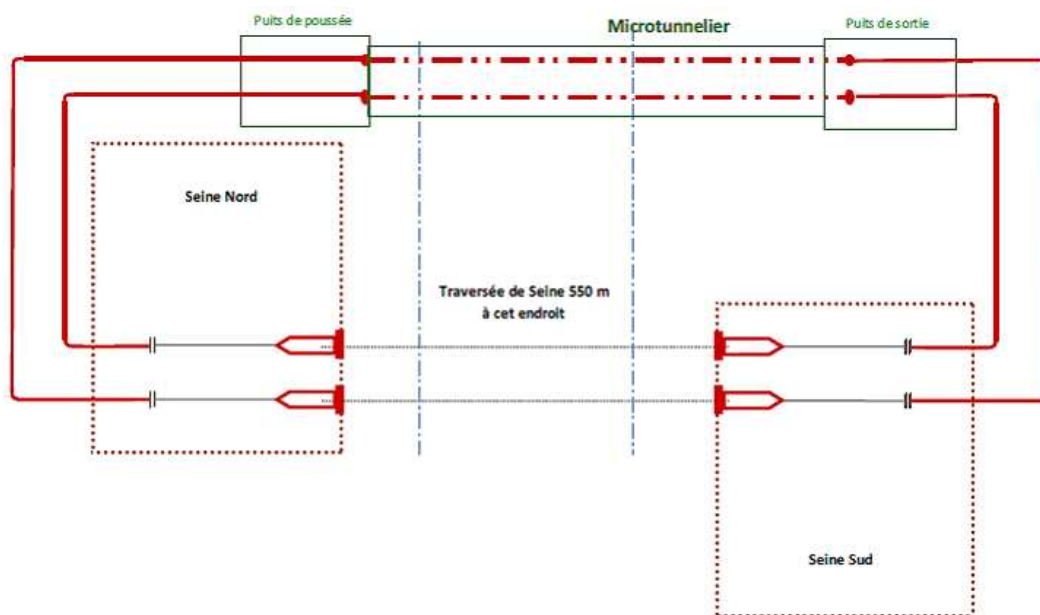 Puits de poussée
Microtunnelier
Puits de sortie
Seine Nord
Traversée de Seine 550 m
à cet endroit
Seine Sud